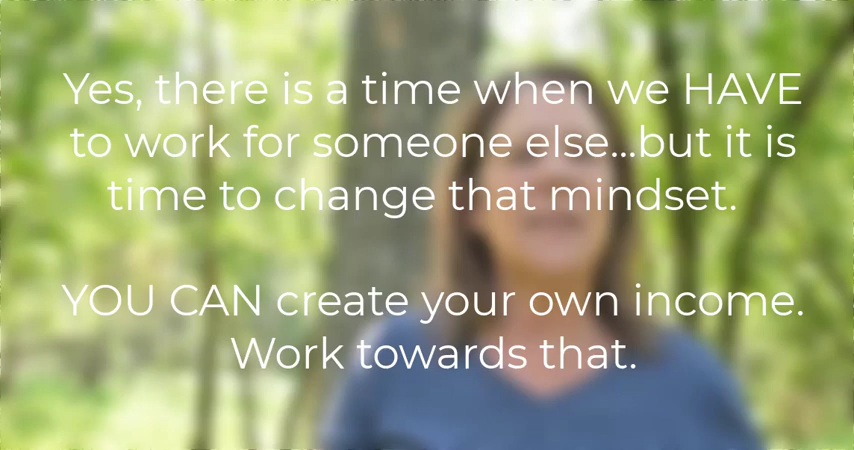 Yes, there is a time when we HAVE
to work for someone else...but it is
time to change that mindset.
YOU CAN create your own income.
Work towards that.